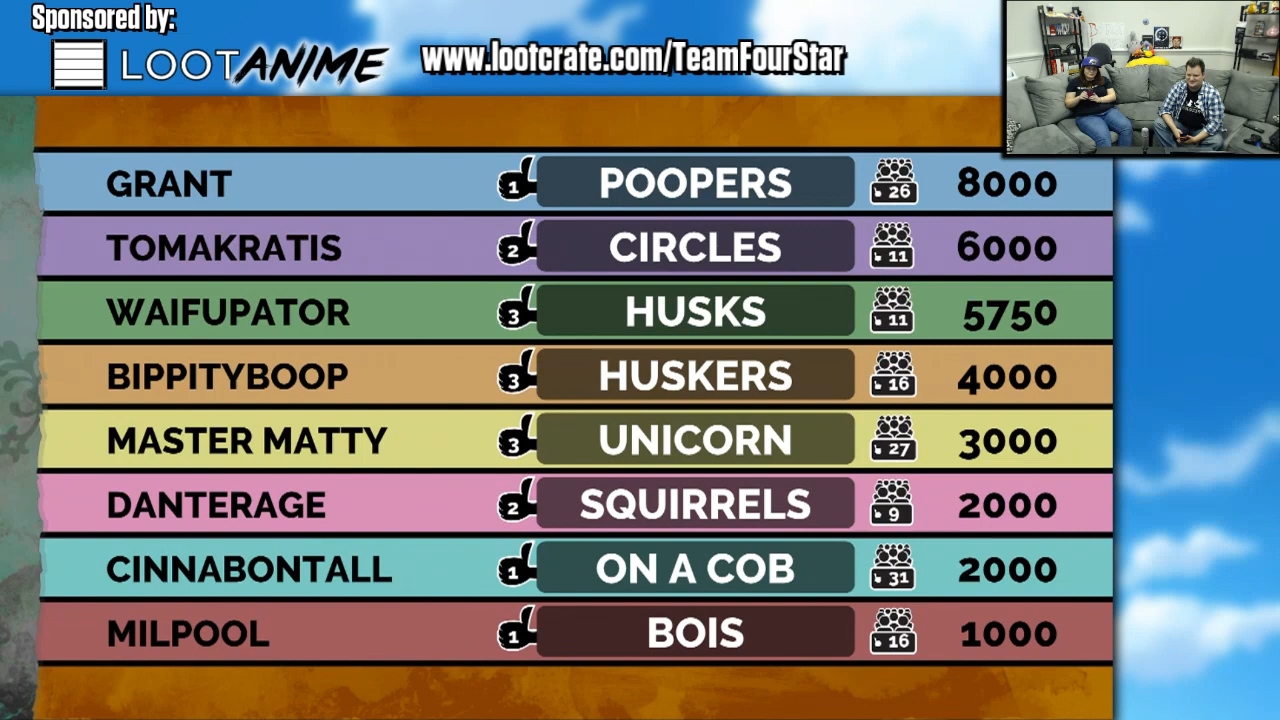 Sponsored by:
LOOTANIME
www.lootcrate.com/TeamFourStar
GRANT 1 POOPERS 26 8000
TOMAKRATIS 2 CIRCLES 11 6000
WAIFUPATOR 3 HUSKS 11 5750
BIPPITYBOOP 3 HUSKERS 16 4000
MASTER MATTY 3 UNICORN 27 3000
DANTERAGE 2 SQUIRRELS 9 2000
CINNABONTALL 1 ON A COB 31 2000
MILPOOL 1 BOIS 16 1000